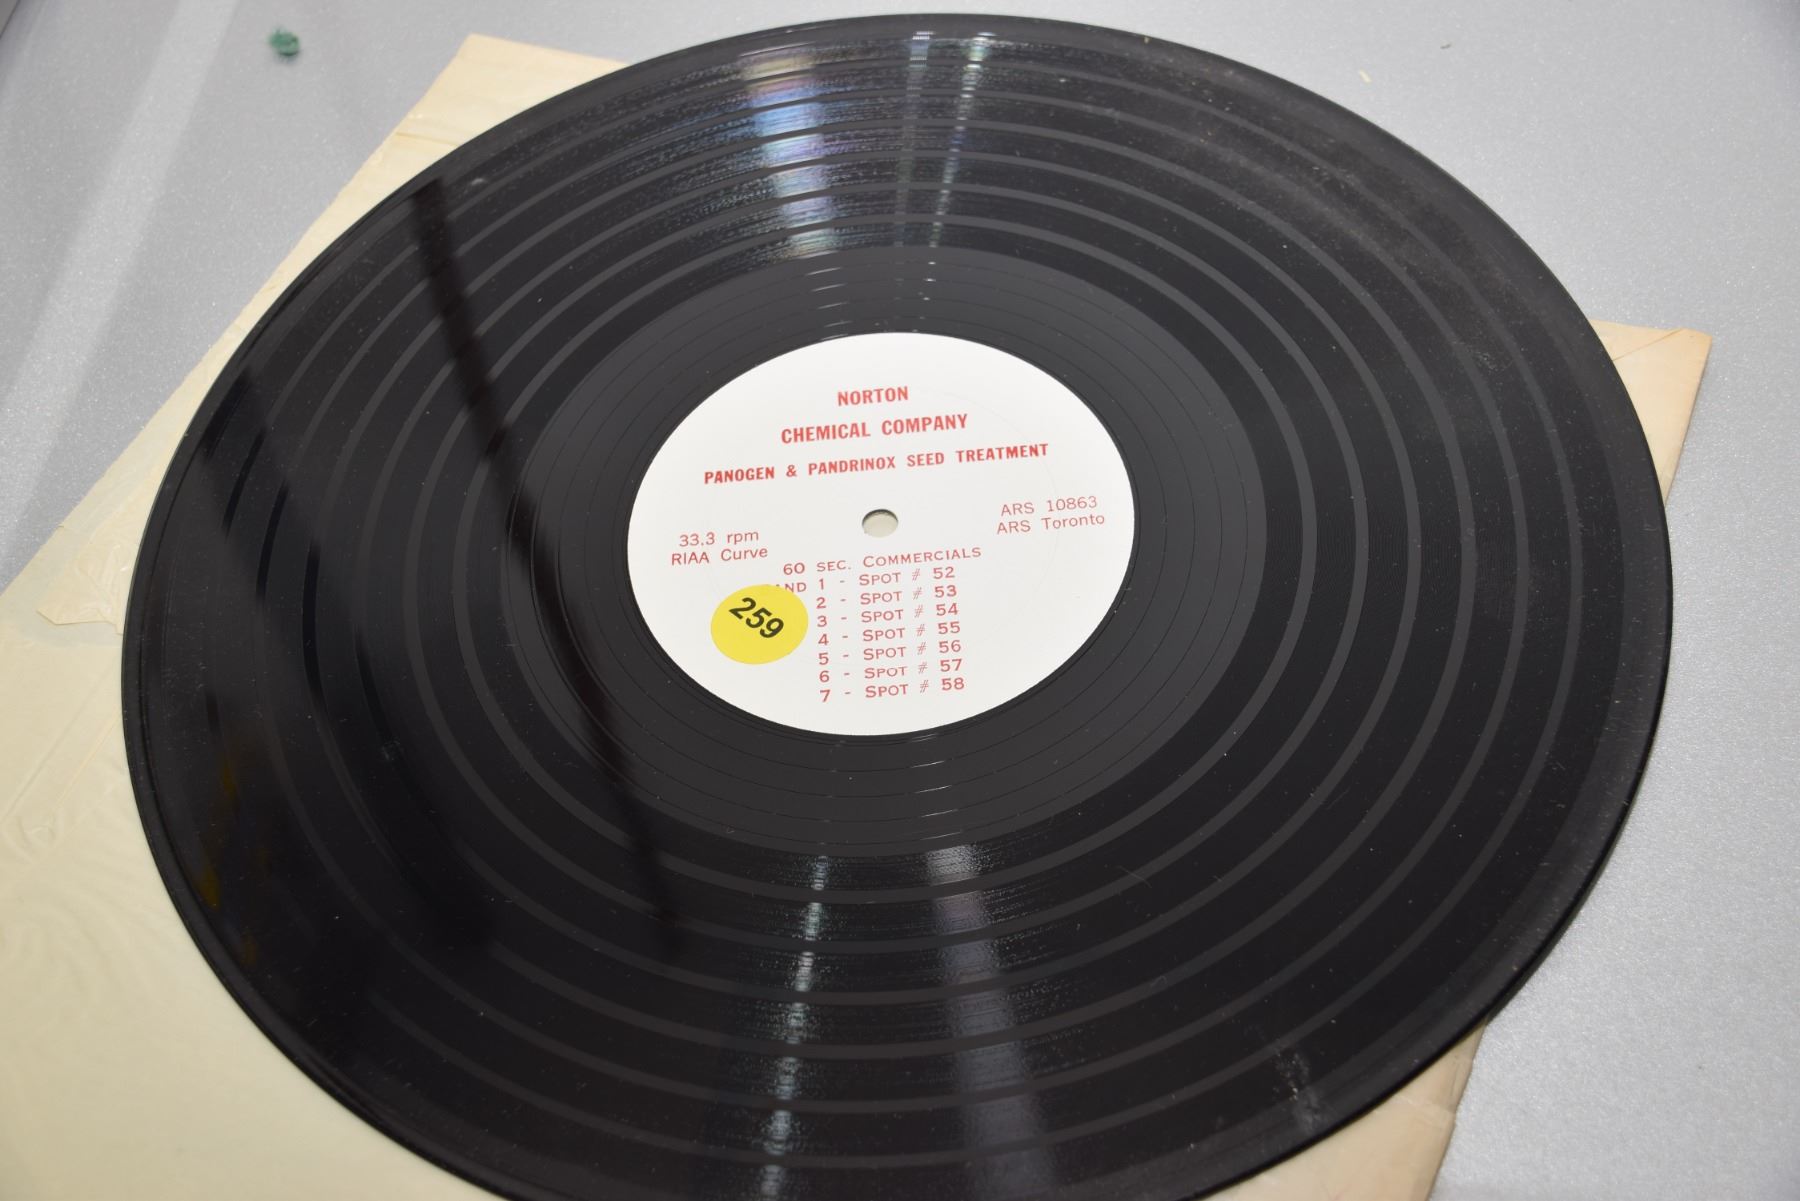 NORTON
CHEMICAL COMPANY
PANOGEN & PANDRINOX SEED TREATMENT
33.3 rpm
RIAA Curve
ARS 10863
ARS Toronto
60 SEC. COMMERCIALS
1 - SPOT # 52
2 - SPOT # 53
3 - SPOT # 54
4 - SPOT # 55
5 - SPOT # 56
6 - SPOT # 57
7 - SPOT # 58
259